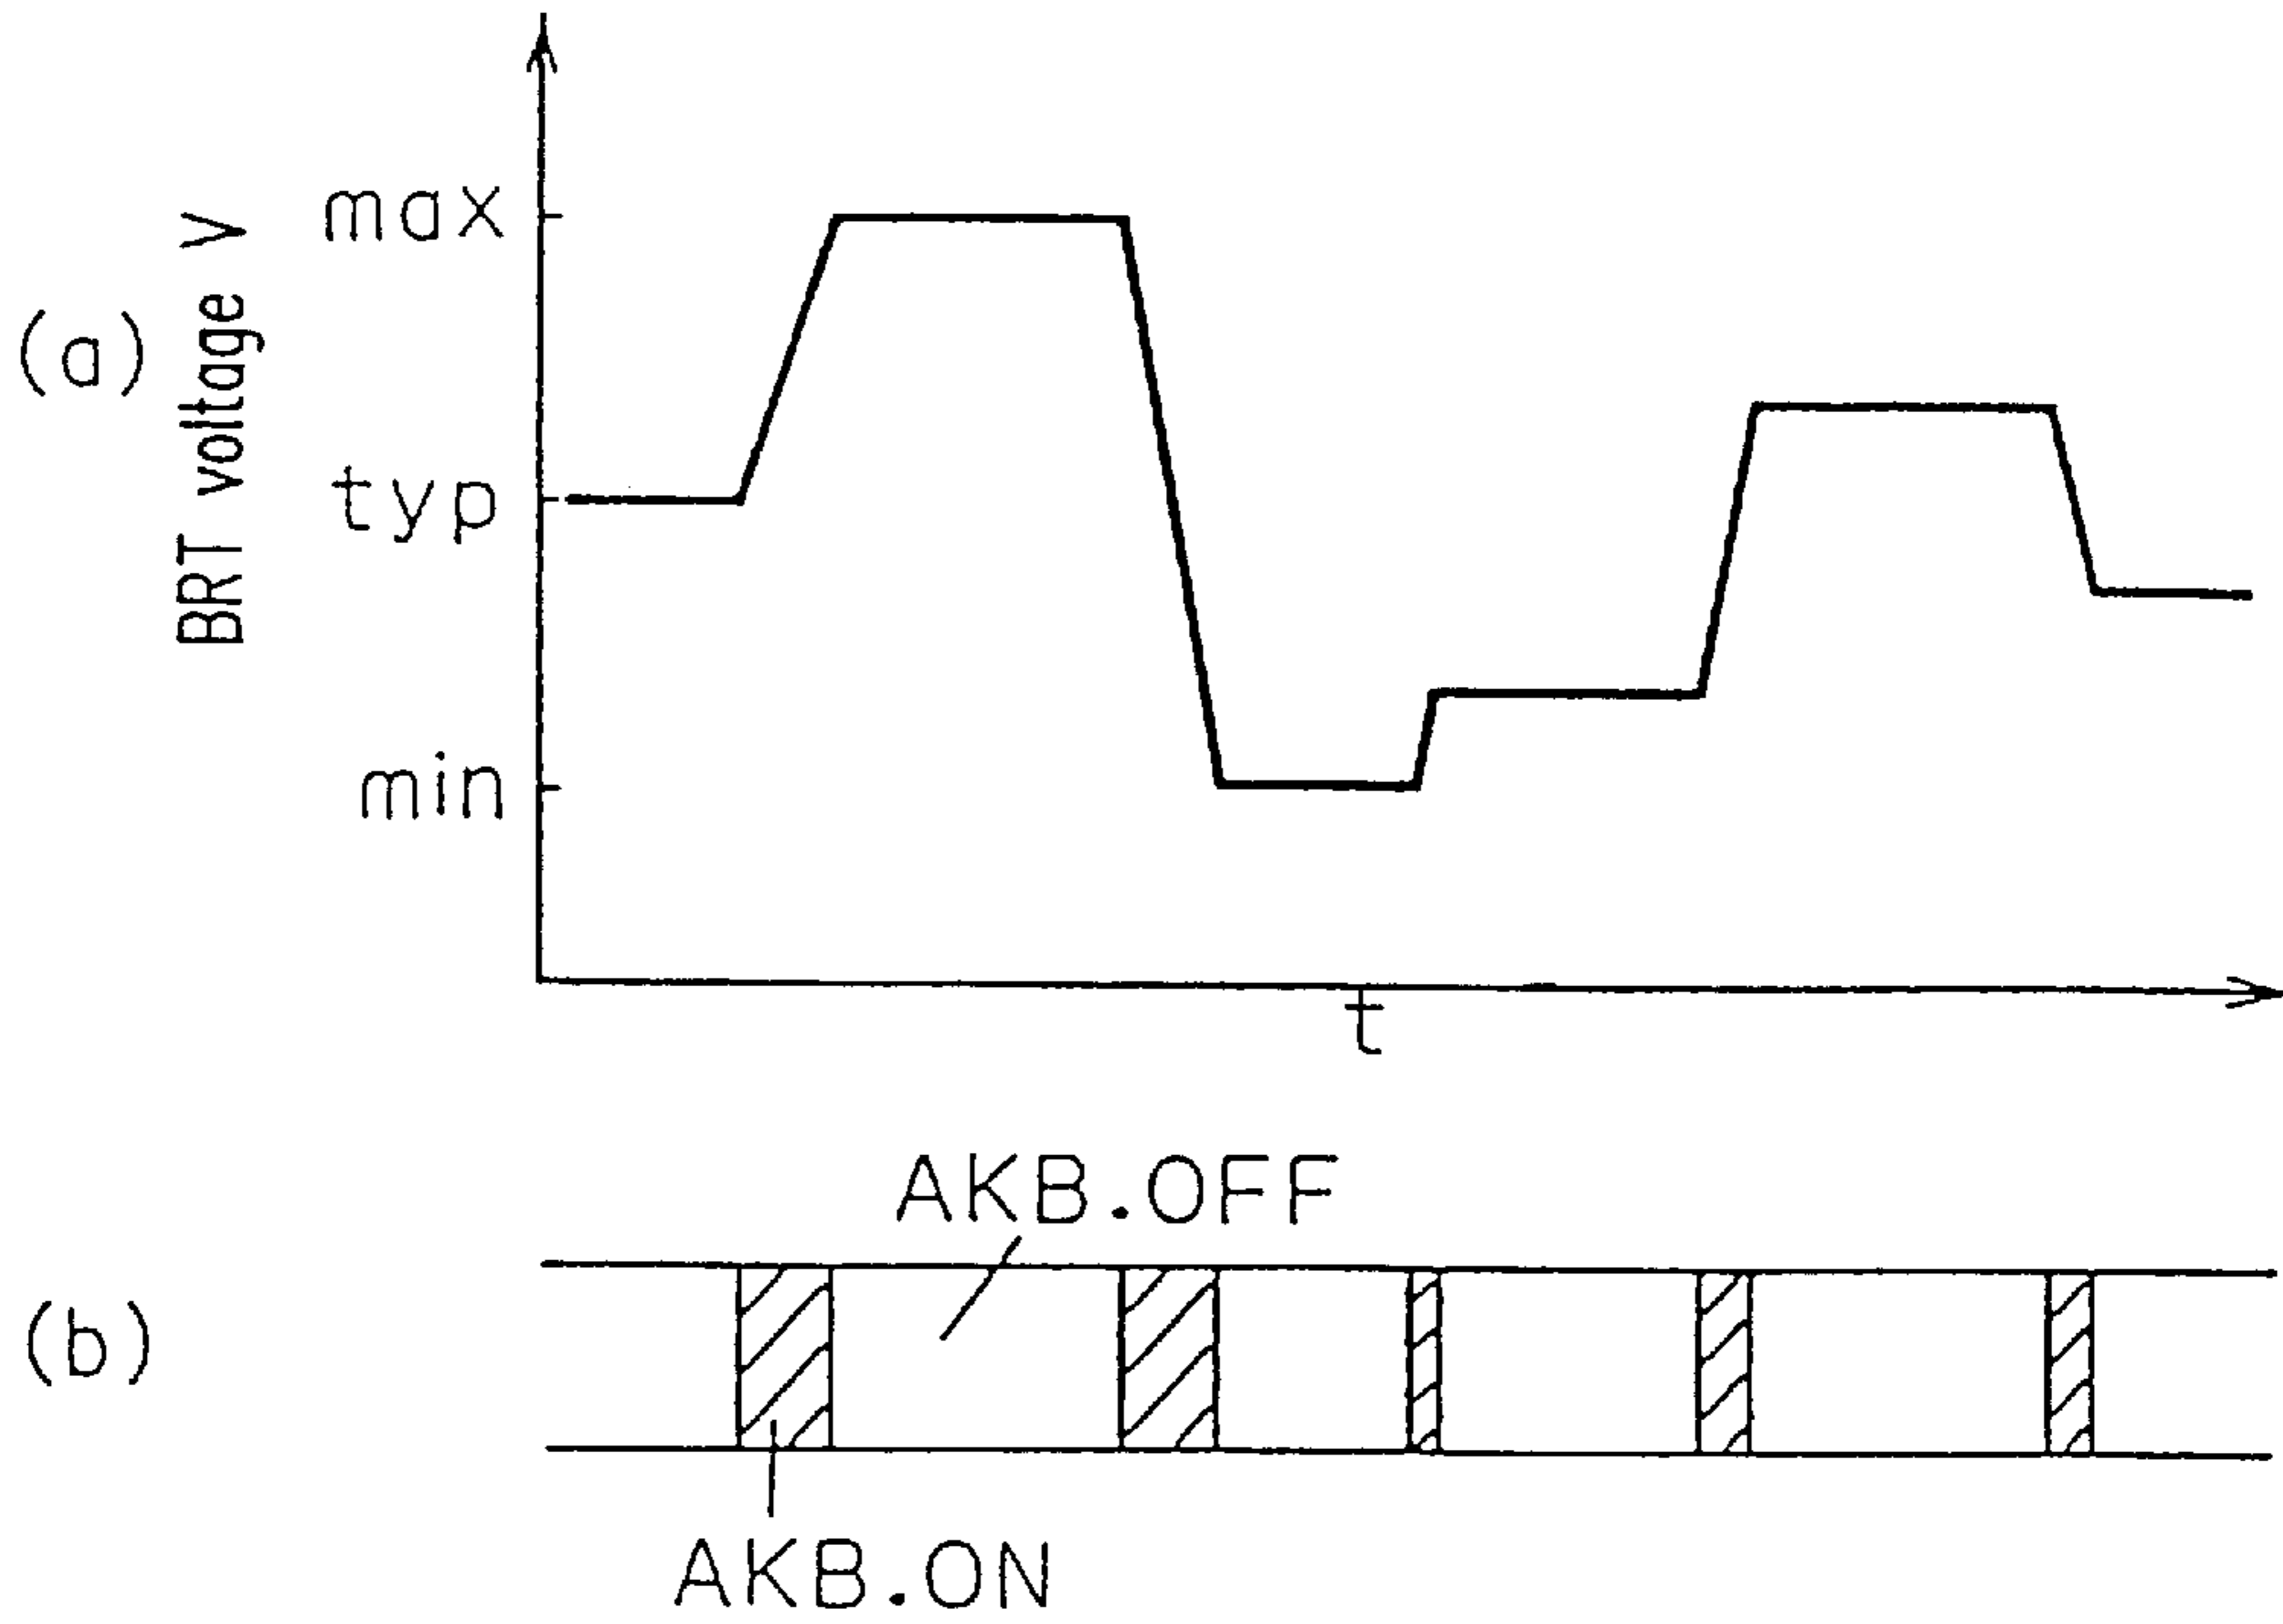 (a)
BRT voltage V
max
typ
min
t
(b)
AKB.OFF
AKB.ON